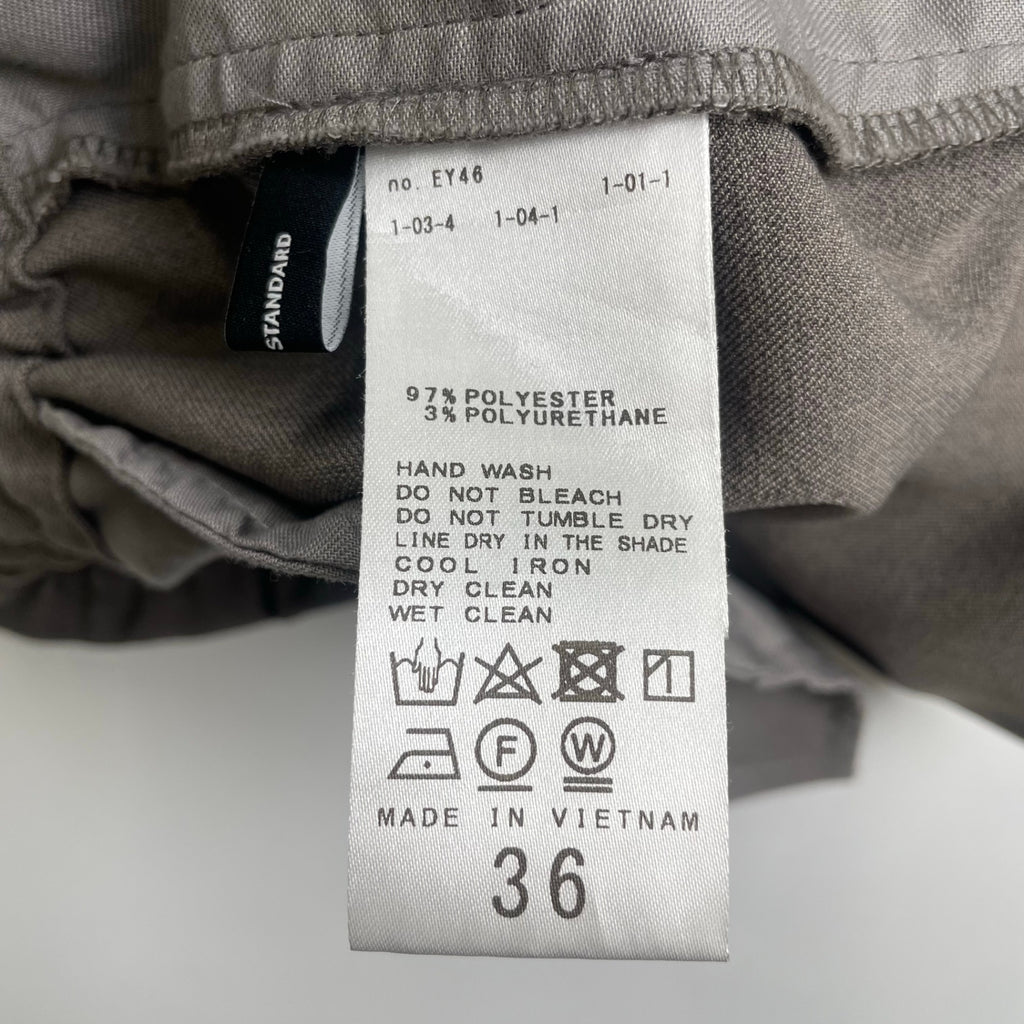 no. EY46 1-01-1
1-03-4 1-04-1
STANDARD
97% POLYESTER
3% POLYURETHANE
HAND WASH
DO NOT BLEACH
DO NOT TUMBLE DRY
LINE DRY IN THE SHADE
COOL IRON
DRY CLEAN
WET CLEAN
F W
MADE IN VIETNAM
36